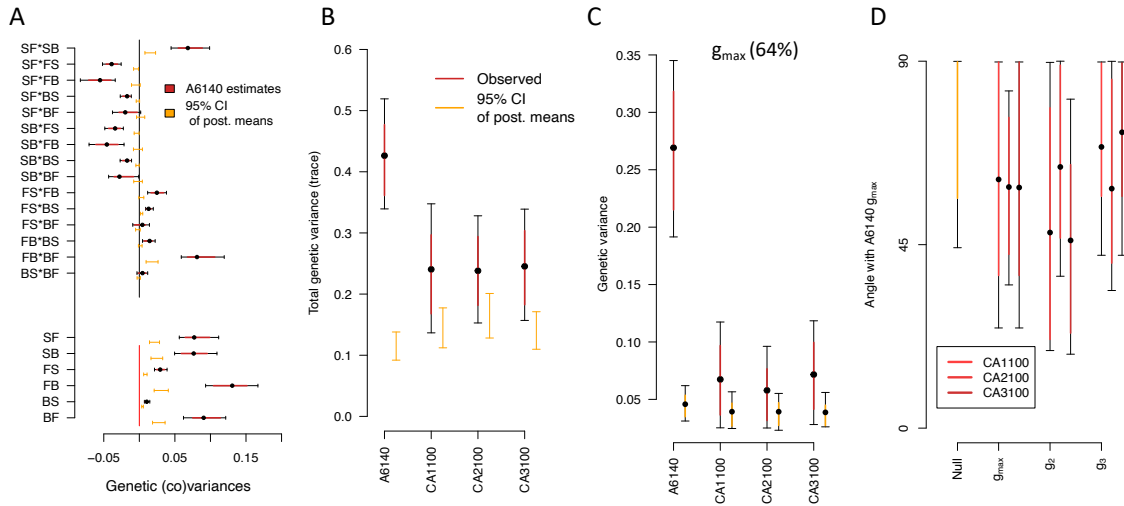 A
SF*SB
SF*FS
SF*FB
SF*BS
SF*BF
SB*FS
SB*FB
SB*BS
SB*BF
FS*FB
FS*BS
FS*BF
FB*BS
FB*BF
BS*BF
SF
SB
FS
FB
BS
BF
A6140 estimates
95% CI
of post. means
−0.05
0.05
0.15
Genetic (co)variances
B
Total genetic variance (trace)
0.6
0.5
0.4
0.3
0.2
0.1
0.0
Observed
95% CI
of post. means
A6140
CA1100
CA2100
CA3100
C
gmax (64%)
Genetic variance
0.35
0.30
0.25
0.20
0.15
0.10
0.05
A6140
CA1100
CA2100
CA3100
D
Angle with A6140 gmax
90
45
0
CA1100
CA2100
CA3100
Null
gmax
g2
g3